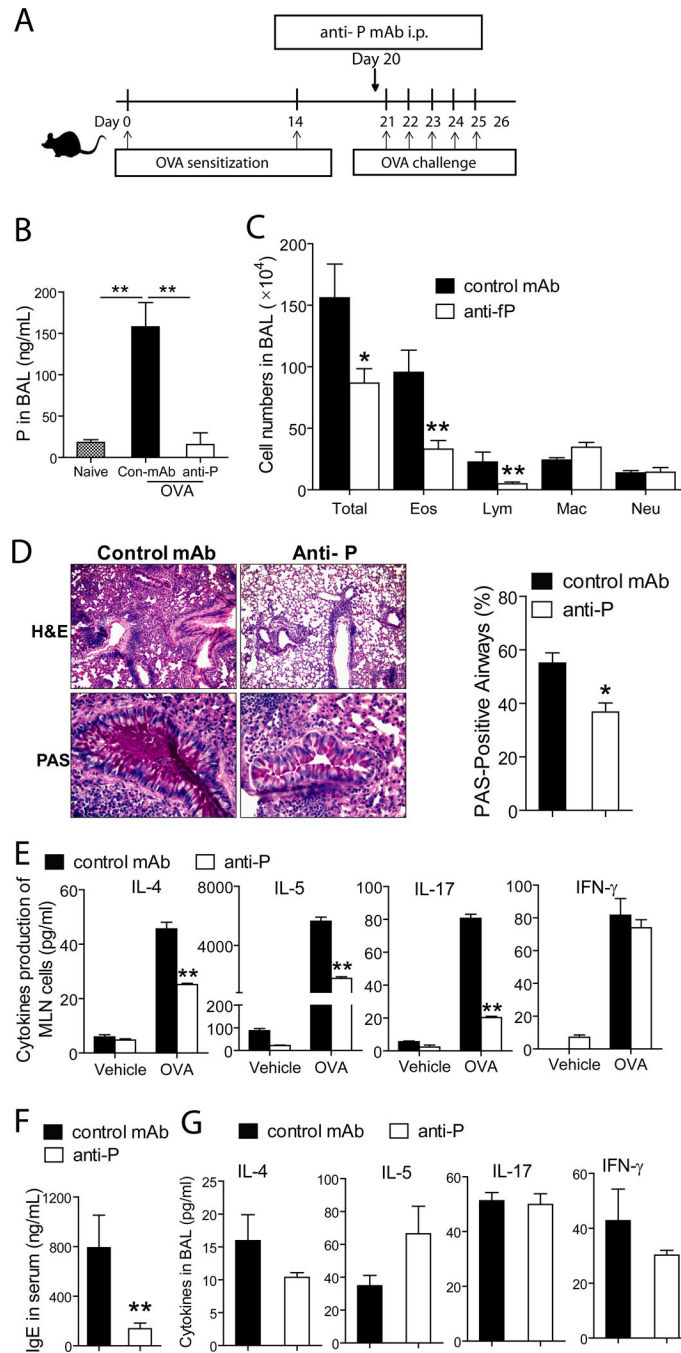 A
anti- P mAb i.p.
Day 20
Day 0 14 21 22 23 24 25 26
OVA sensitization OVA challenge
B
P in BAL (ng/mL)
200
150
100
50
0
** **
Naive Con-mAb anti-P
OVA
C
Cell numbers in BAL (×10⁴)
200
150
100
50
0
control mAb
anti-fP
* ** **
Total Eos Lym Mac Neu
D
Control mAb Anti- P
H&E
PAS
PAS-Positive Airways (%)
80
60
40
20
0
control mAb
anti-P
*
E
control mAb anti-P
Cytokines production of
MLN cells (pg/ml)
IL-4
60
40
20
0
**
Vehicle OVA
IL-5
8000
4000
200
100
0
**
Vehicle OVA
IL-17
100
80
60
40
20
0
**
Vehicle OVA
IFN-γ
100
80
60
40
20
0
Vehicle OVA
F
control mAb
anti-P
IgE in serum (ng/mL)
1200
800
400
0
**
G
control mAb anti-P
Cytokines in BAL (pg/ml)
IL-4
25
20
15
10
5
0
IL-5
100
80
60
40
20
0
IL-17
60
40
20
0
IFN-γ
60
40
20
0